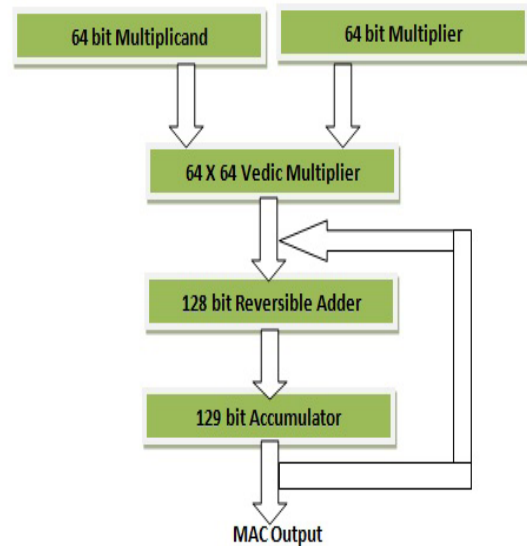 64 bit Multiplicand
64 bit Multiplier
64 X 64 Vedic Multiplier
128 bit Reversible Adder
129 bit Accumulator
MAC Output